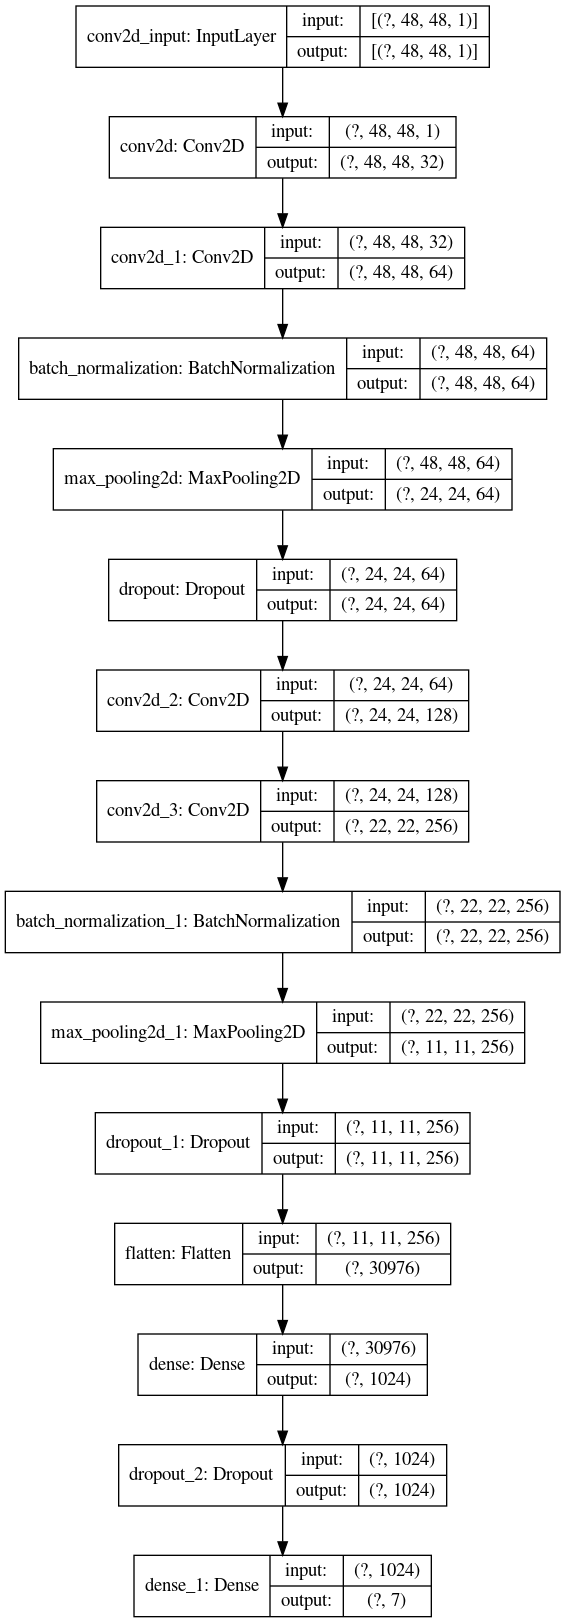 conv2d_input: InputLayer
input: [(?, 48, 48, 1)]
output: [(?, 48, 48, 1)]
conv2d: Conv2D
input: (?, 48, 48, 1)
output: (?, 48, 48, 32)
conv2d_1: Conv2D
input: (?, 48, 48, 32)
output: (?, 48, 48, 64)
batch_normalization: BatchNormalization
input: (?, 48, 48, 64)
output: (?, 48, 48, 64)
max_pooling2d: MaxPooling2D
input: (?, 48, 48, 64)
output: (?, 24, 24, 64)
dropout: Dropout
input: (?, 24, 24, 64)
output: (?, 24, 24, 64)
conv2d_2: Conv2D
input: (?, 24, 24, 64)
output: (?, 24, 24, 128)
conv2d_3: Conv2D
input: (?, 24, 24, 128)
output: (?, 22, 22, 256)
batch_normalization_1: BatchNormalization
input: (?, 22, 22, 256)
output: (?, 22, 22, 256)
max_pooling2d_1: MaxPooling2D
input: (?, 22, 22, 256)
output: (?, 11, 11, 256)
dropout_1: Dropout
input: (?, 11, 11, 256)
output: (?, 11, 11, 256)
flatten: Flatten
input: (?, 11, 11, 256)
output: (?, 30976)
dense: Dense
input: (?, 30976)
output: (?, 1024)
dropout_2: Dropout
input: (?, 1024)
output: (?, 1024)
dense_1: Dense
input: (?, 1024)
output: (?, 7)